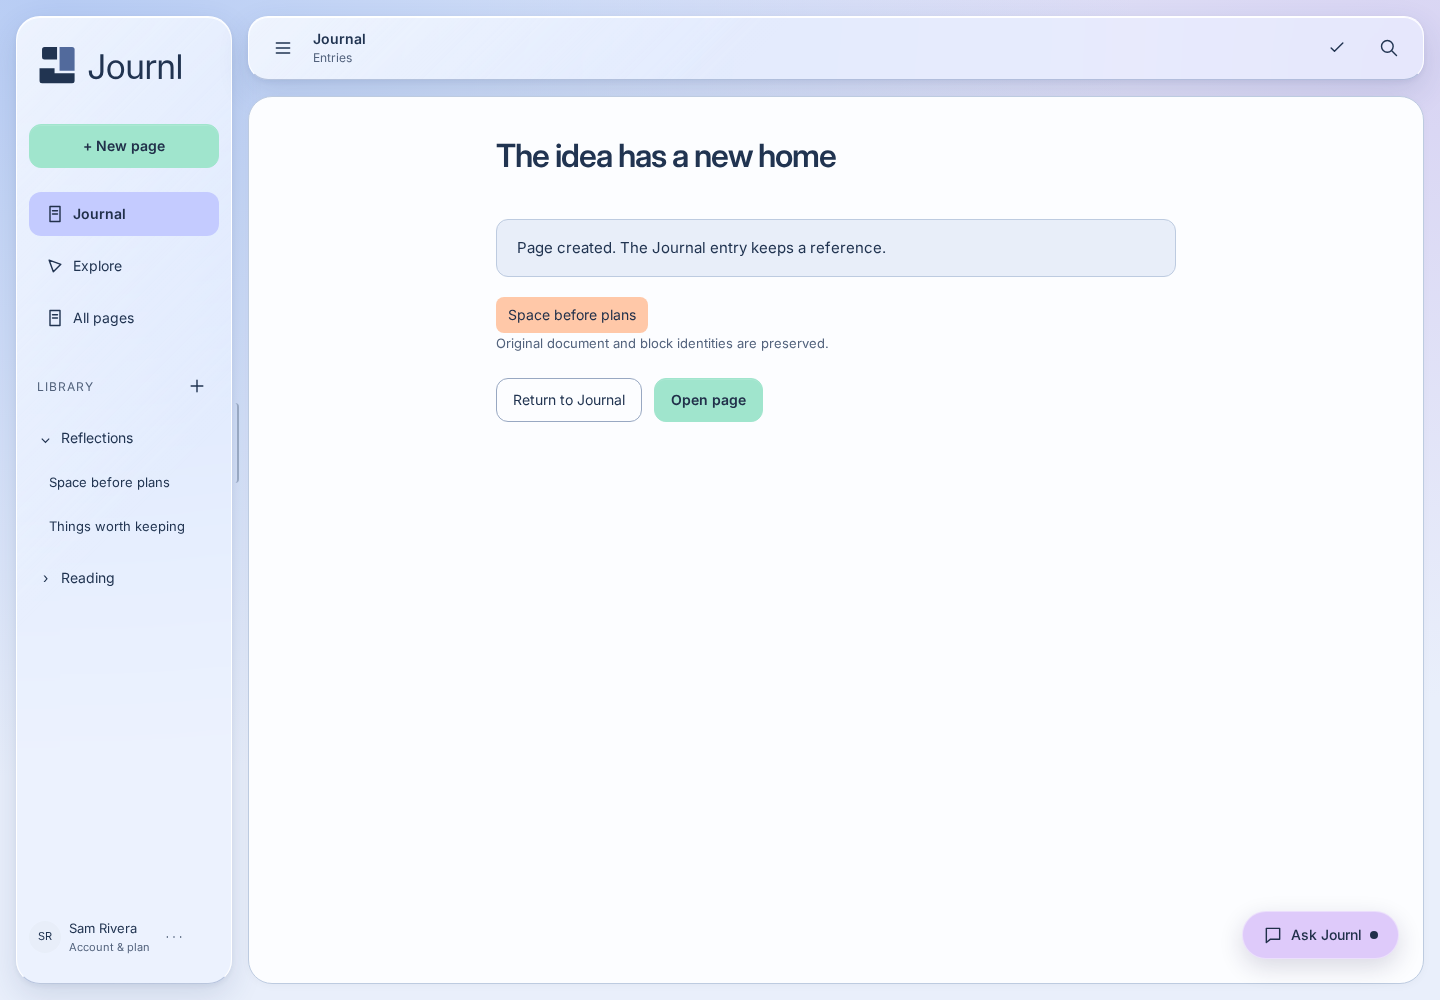 Journl
+ New page
Journal
Explore
All pages
LIBRARY
Reflections
Space before plans
Things worth keeping
Reading
SR
Sam Rivera
Account & plan
Journal
Entries
The idea has a new home
Page created. The Journal entry keeps a reference.
Space before plans
Original document and block identities are preserved.
Return to Journal
Open page
Ask Journl